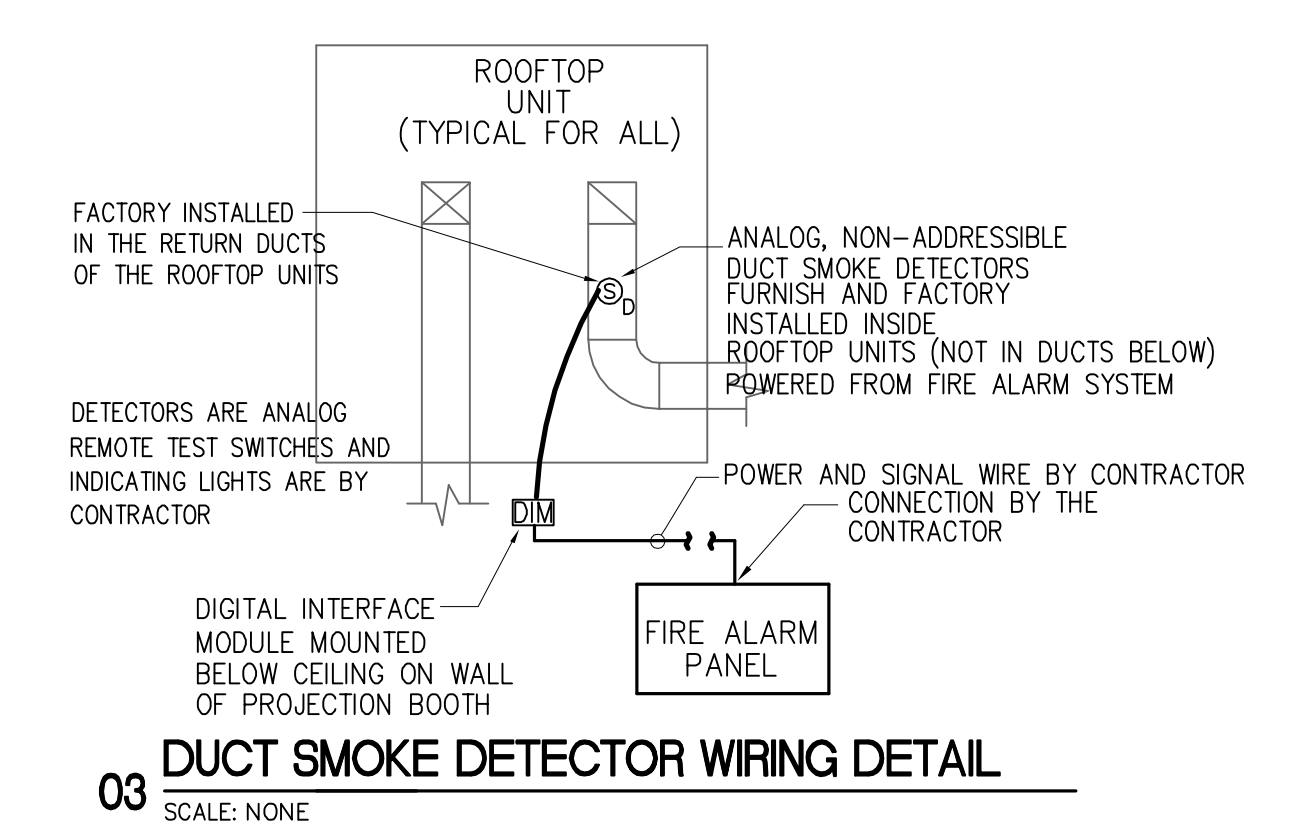 ROOFTOP
UNIT
(TYPICAL FOR ALL)
FACTORY INSTALLED
IN THE RETURN DUCTS
OF THE ROOFTOP UNITS
ANALOG, NON-ADDRESSIBLE
DUCT SMOKE DETECTORS
FURNISH AND FACTORY
INSTALLED INSIDE
ROOFTOP UNITS (NOT IN DUCTS BELOW)
POWERED FROM FIRE ALARM SYSTEM
S
D
DETECTORS ARE ANALOG
REMOTE TEST SWITCHES AND
INDICATING LIGHTS ARE BY
CONTRACTOR
POWER AND SIGNAL WIRE BY CONTRACTOR
CONNECTION BY THE
CONTRACTOR
DIM
DIGITAL INTERFACE
MODULE MOUNTED
BELOW CEILING ON WALL
OF PROJECTION BOOTH
FIRE ALARM
PANEL
03 DUCT SMOKE DETECTOR WIRING DETAIL
SCALE: NONE